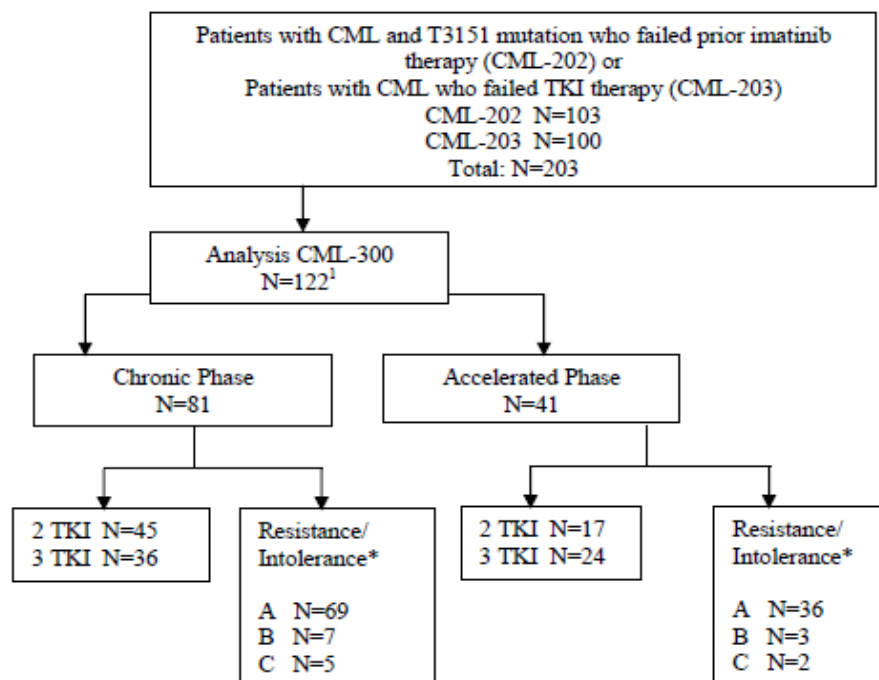 Patients with CML and T3151 mutation who failed prior imatinib
therapy (CML-202) or
Patients with CML who failed TKI therapy (CML-203)
CML-202 N=103
CML-203 N=100
Total: N=203
Analysis CML-300
N=122¹
Chronic Phase
N=81
Accelerated Phase
N=41
2 TKI N=45
3 TKI N=36
Resistance/
Intolerance*
A N=69
B N=7
C N=5
2 TKI N=17
3 TKI N=24
Resistance/
Intolerance*
A N=36
B N=3
C N=2